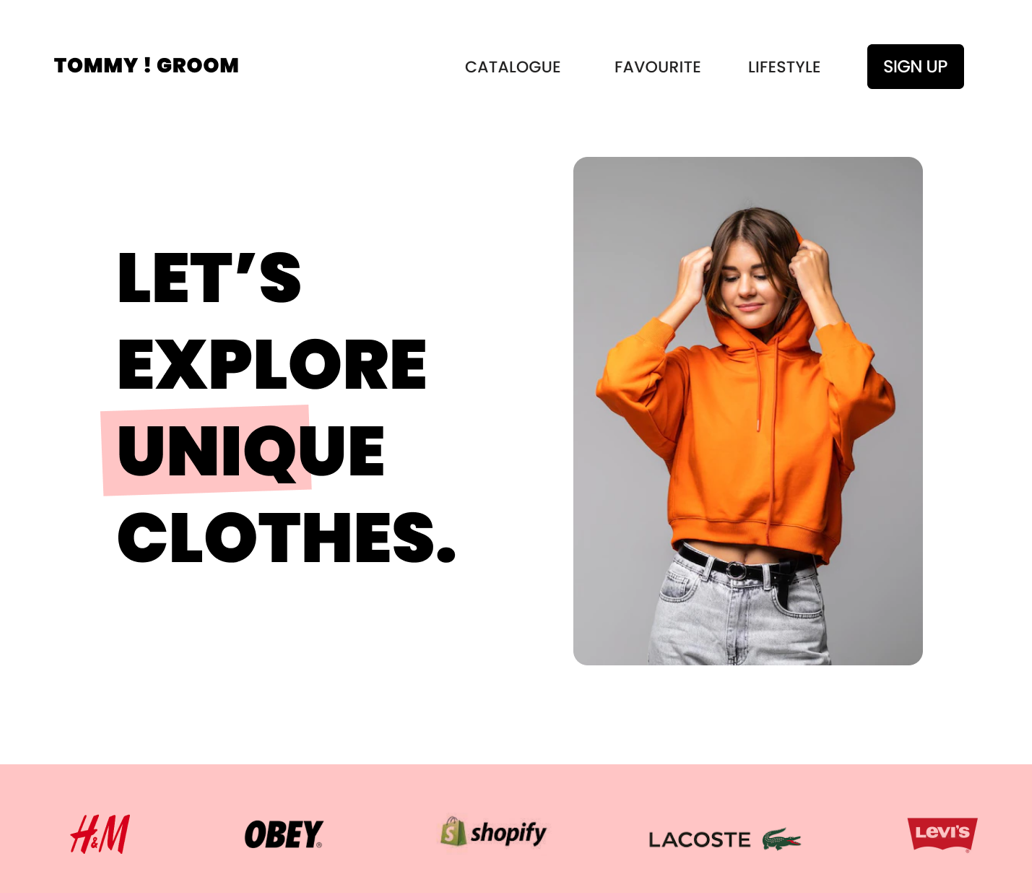 TOMMY ! GROOM
CATALOGUE FAVOURITE LIFESTYLE SIGN UP
LET’S
EXPLORE
UNIQUE
CLOTHES.
H&M OBEY® shopify LACOSTE Levi's